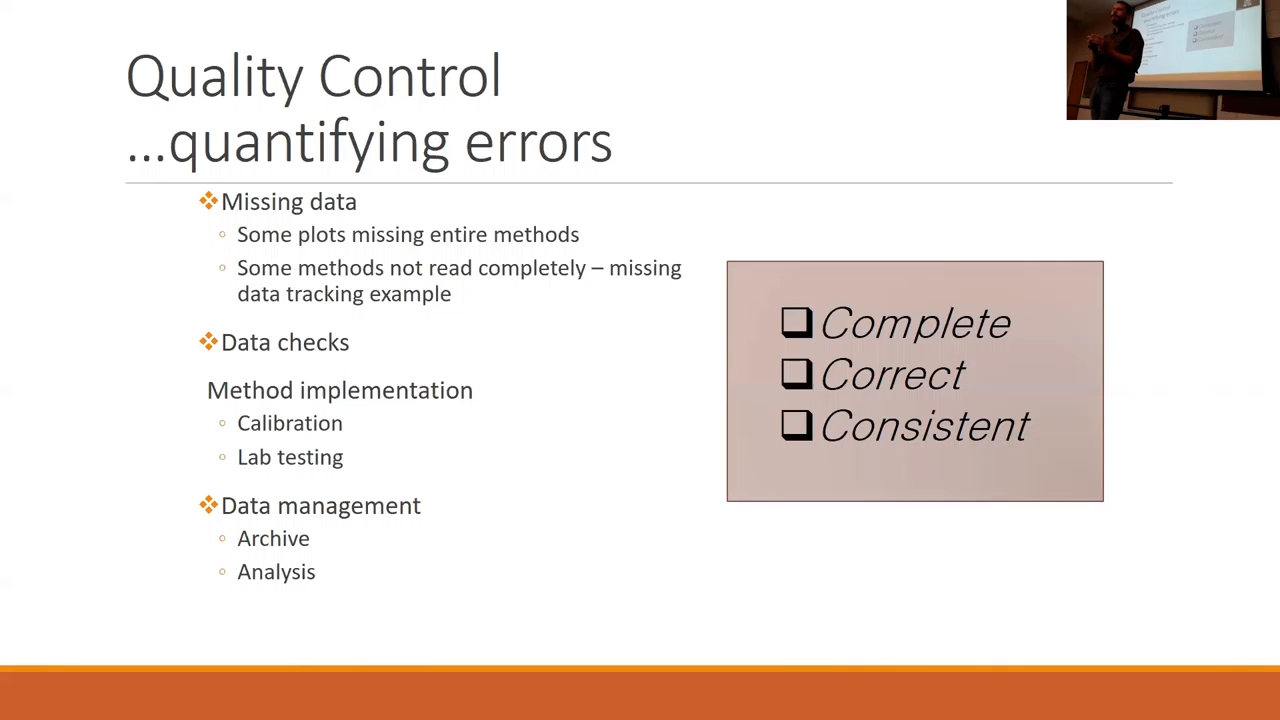 Quality Control
...quantifying errors
Missing data
Some plots missing entire methods
Some methods not read completely – missing
data tracking example
Data checks
Method implementation
Calibration
Lab testing
Data management
Archive
Analysis
Complete
Correct
Consistent